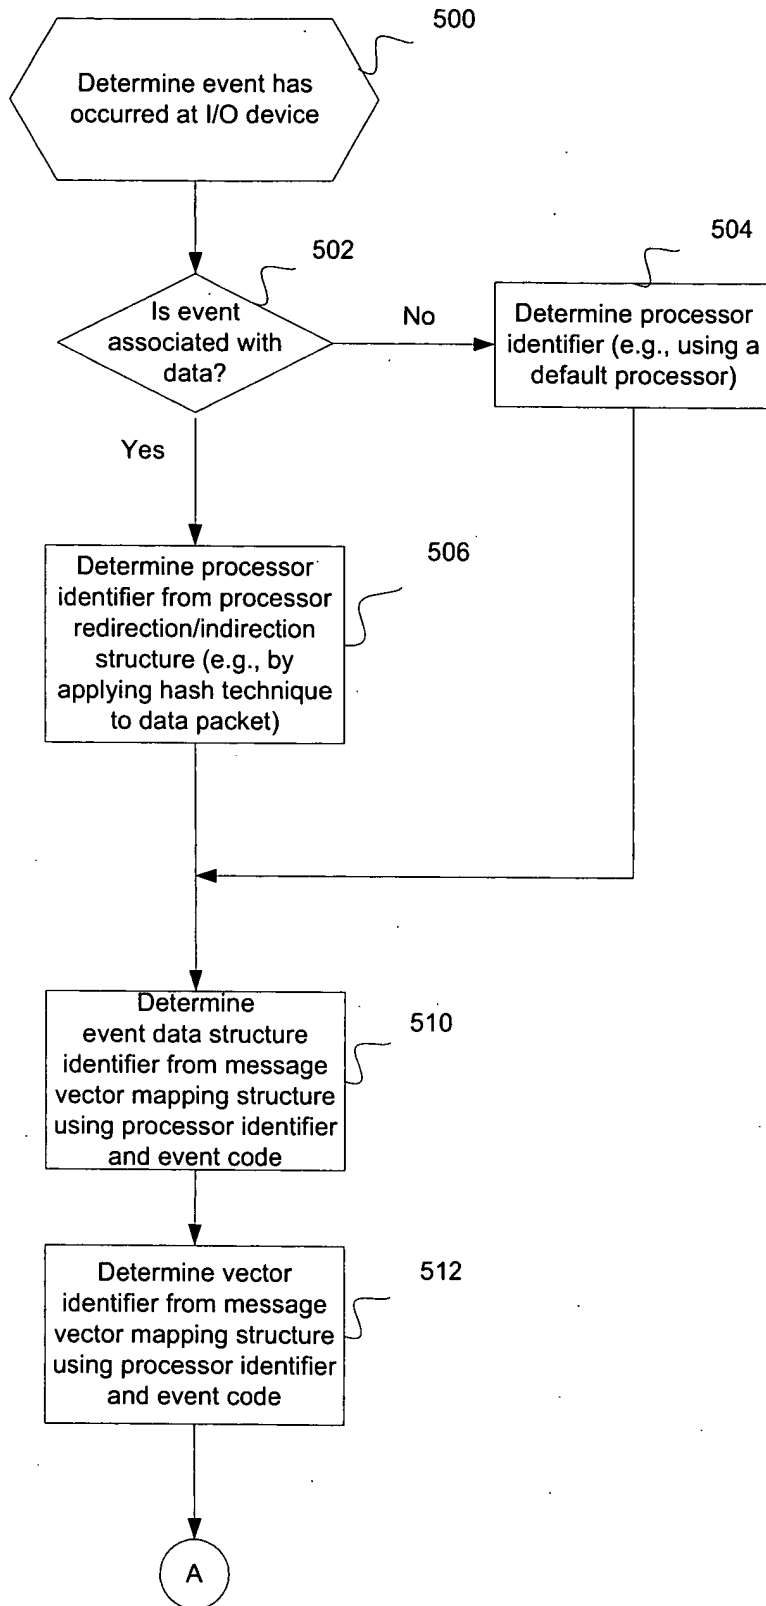 500
Determine event has
occurred at I/O device
502
504
Is event
associated with
data?
No
Determine processor
identifier (e.g., using a
default processor)
Yes
506
Determine processor
identifier from processor
redirection/indirection
structure (e.g., by
applying hash technique
to data packet)
510
Determine
event data structure
identifier from message
vector mapping structure
using processor identifier
and event code
512
Determine vector
identifier from message
vector mapping structure
using processor identifier
and event code
A